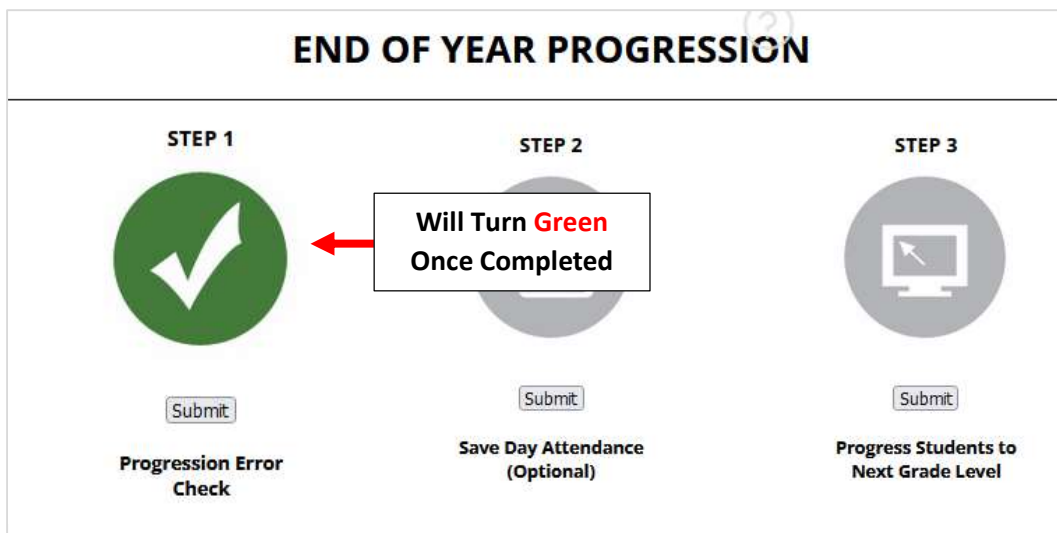 END OF YEAR PROGRESSION
?
STEP 1
STEP 2
STEP 3
Will Turn Green
Once Completed
Submit
Submit
Submit
Progression Error
Check
Save Day Attendance
(Optional)
Progress Students to
Next Grade Level